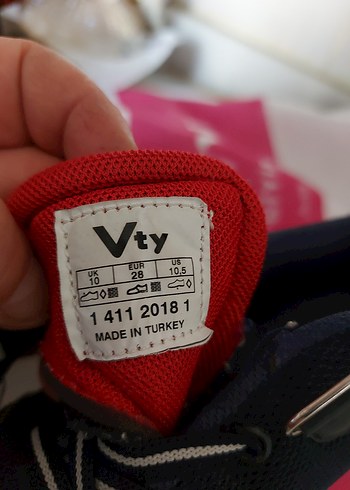 Vty
UK EUR US
10 28 10,5
1 411 2018 1
MADE IN TURKEY